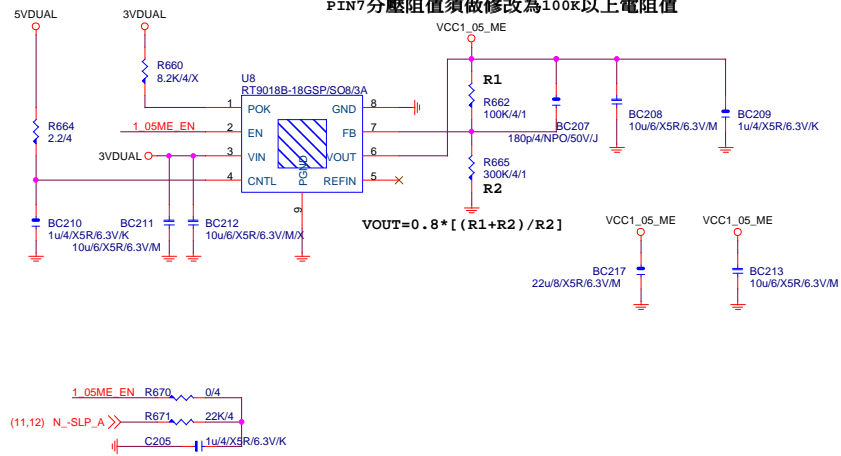 PIN7分壓阻值須做修改為100K以上電阻值
5VDUAL
3VDUAL
VCC1_05_ME
R660
8.2K/4/X
U8
RT9018B-18GSP/SO8/3A
1 POK GND 8
1_05ME_EN 2 EN FB 7
3VDUAL 3 VIN VOUT 6
4 CNTL REFIN 5
PGND
9
R664
2.2/4
R1
R662
100K/4/1
R665
300K/4/1
R2
BC207
180p/4/NPO/50V/J
BC208
10u/6/X5R/6.3V/M
BC209
1u/4/X5R/6.3V/K
BC210
1u/4/X5R/6.3V/K
BC211
10u/6/X5R/6.3V/M
BC212
10u/6/X5R/6.3V/M/X
VOUT=0.8*[(R1+R2)/R2]
VCC1_05_ME
VCC1_05_ME
BC217
22u/8/X5R/6.3V/M
BC213
10u/6/X5R/6.3V/M
1_05ME_EN R670 0/4
(11,12) N_-SLP_A R671 22K/4
C205 1u/4/X5R/6.3V/K